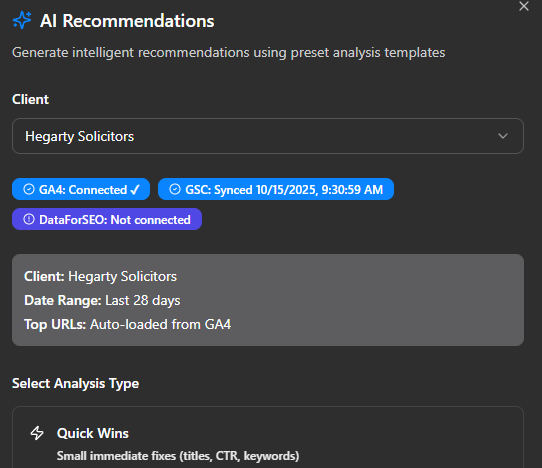 AI Recommendations
Generate intelligent recommendations using preset analysis templates
Client
Hegarty Solicitors
GA4: Connected ✓
GSC: Synced 10/15/2025, 9:30:59 AM
DataForSEO: Not connected
Client: Hegarty Solicitors
Date Range: Last 28 days
Top URLs: Auto-loaded from GA4
Select Analysis Type
Quick Wins
Small immediate fixes (titles, CTR, keywords)